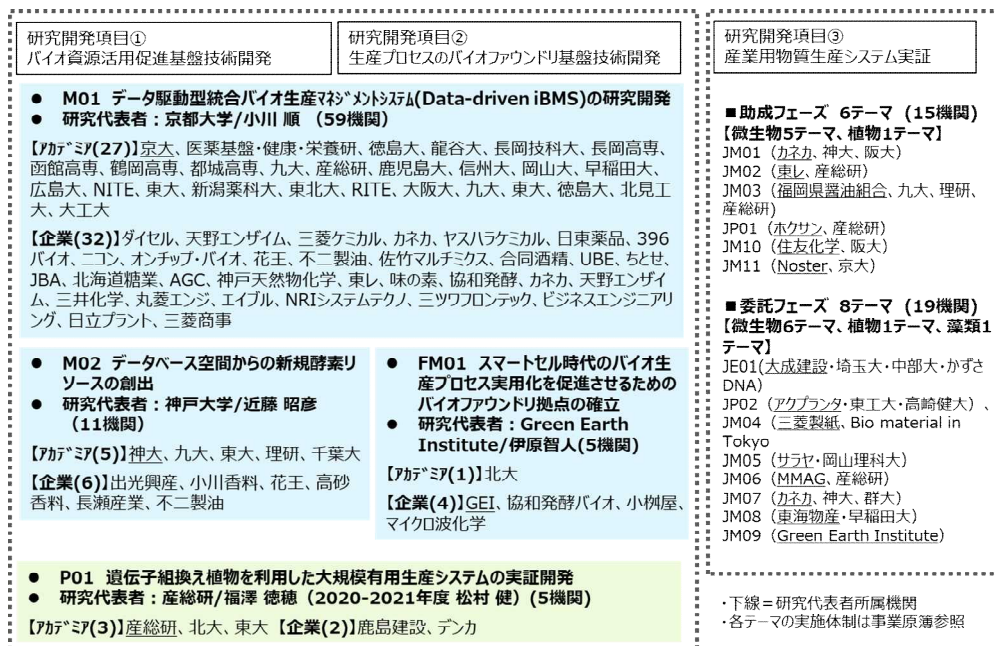 研究開発項目①
バイオ資源活用促進基盤技術開発
研究開発項目②
生産プロセスのバイオファウンドリ基盤技術開発
● M01 データ駆動型統合バイオ生産ﾏﾈｼﾞﾒﾝﾄｼｽﾃﾑ(Data-driven iBMS)の研究開発
● 研究代表者：京都大学/小川 順 （59機関）
【ｱｶﾃﾞﾐｱ(27)】京大、医薬基盤・健康・栄養研、徳島大、龍谷大、長岡技科大、長岡高専、
函館高専、鶴岡高専、都城高専、九大、産総研、鹿児島大、信州大、岡山大、早稲田大、
広島大、NITE、東大、新潟薬科大、東北大、RITE、大阪大、九大、東大、徳島大、北見工
大、大工大
【企業(32)】ダイセル、天野エンザイム、三菱ケミカル、カネカ、ヤスハラケミカル、日東薬品、396
バイオ、ニコン、オンチップ・バイオ、花王、不二製油、佐竹マルチミクス、合同酒精、UBE、ちとせ、
JBA、北海道糖業、AGC、神戸天然物化学、東レ、味の素、協和発酵、カネカ、天野エンザイ
ム、三井化学、丸菱エンジ、エイブル、NRIシステムテクノ、三ツワフロンテック、ビジネスエンジニアリ
ング、日立プラント、三菱商事
● M02 データベース空間からの新規酵素リ
ソースの創出
● 研究代表者：神戸大学/近藤 昭彦
（11機関）
【ｱｶﾃﾞﾐｱ(5)】神大、九大、東大、理研、千葉大
【企業(6)】出光興産、小川香料、花王、高砂
香料、長瀬産業、不二製油
● FM01 スマートセル時代のバイオ生
産プロセス実用化を促進させるための
バイオファウンドリ拠点の確立
● 研究代表者：Green Earth
Institute/伊原智人(5機関)
【ｱｶﾃﾞﾐｱ(1)】北大
【企業(4)】GEI、協和発酵バイオ、小桝屋、
マイクロ波化学
● P01 遺伝子組換え植物を利用した大規模有用生産システムの実証開発
● 研究代表者：産総研/福澤 徳穂（2020-2021年度 松村 健）(5機関)
【ｱｶﾃﾞﾐｱ(3)】産総研、北大、東大 【企業(2)】鹿島建設、デンカ
研究開発項目③
産業用物質生産システム実証
■助成フェーズ 6テーマ （15機関）
【微生物5テーマ、植物1テーマ】
JM01（カネカ、神大、阪大）
JM02（東レ、産総研）
JM03（福岡県醤油組合、九大、理研、
産総研)
JP01（ホクサン、産総研）
JM10（住友化学、阪大）
JM11（Noster、京大）
■委託フェーズ 8テーマ （19機関）
【微生物6テーマ、植物1テーマ、藻類1
テーマ】
JE01(大成建設・埼玉大・中部大・かずさ
DNA）
JP02（アクプランタ・東工大・高崎健大）、
JM04（三菱製紙、Bio material in
Tokyo
JM05（サラヤ・岡山理科大）
JM06（MMAG、産総研）
JM07（カネカ、神大、群大）
JM08（東海物産・早稲田大）
JM09（Green Earth Institute）
・下線＝研究代表者所属機関
・各テーマの実施体制は事業原簿参照